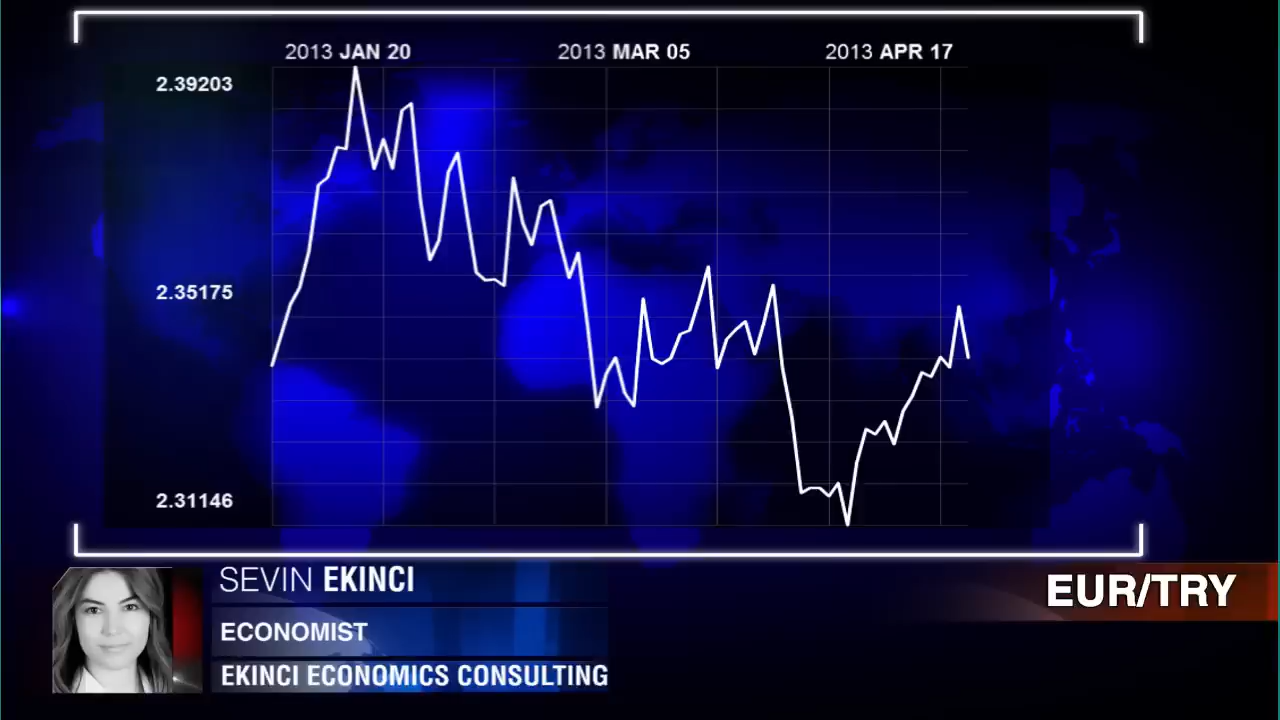 2013 JAN 20 2013 MAR 05 2013 APR 17
2.39203
2.35175
2.31146
SEVIN EKINCI
EUR/TRY
ECONOMIST
EKINCI ECONOMICS CONSULTING